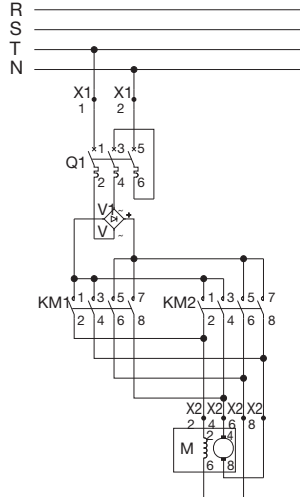 R
S
T
N
X1 X1
1 2
1 3 5
Q1
2 4 6
V1 ~ +
V ~
1 3 5 7 1 3 5 7
KM1 KM2
2 4 6 8 2 4 6 8
X2 X2 X2 X2
2 4 6 8
2 4
M
6 8